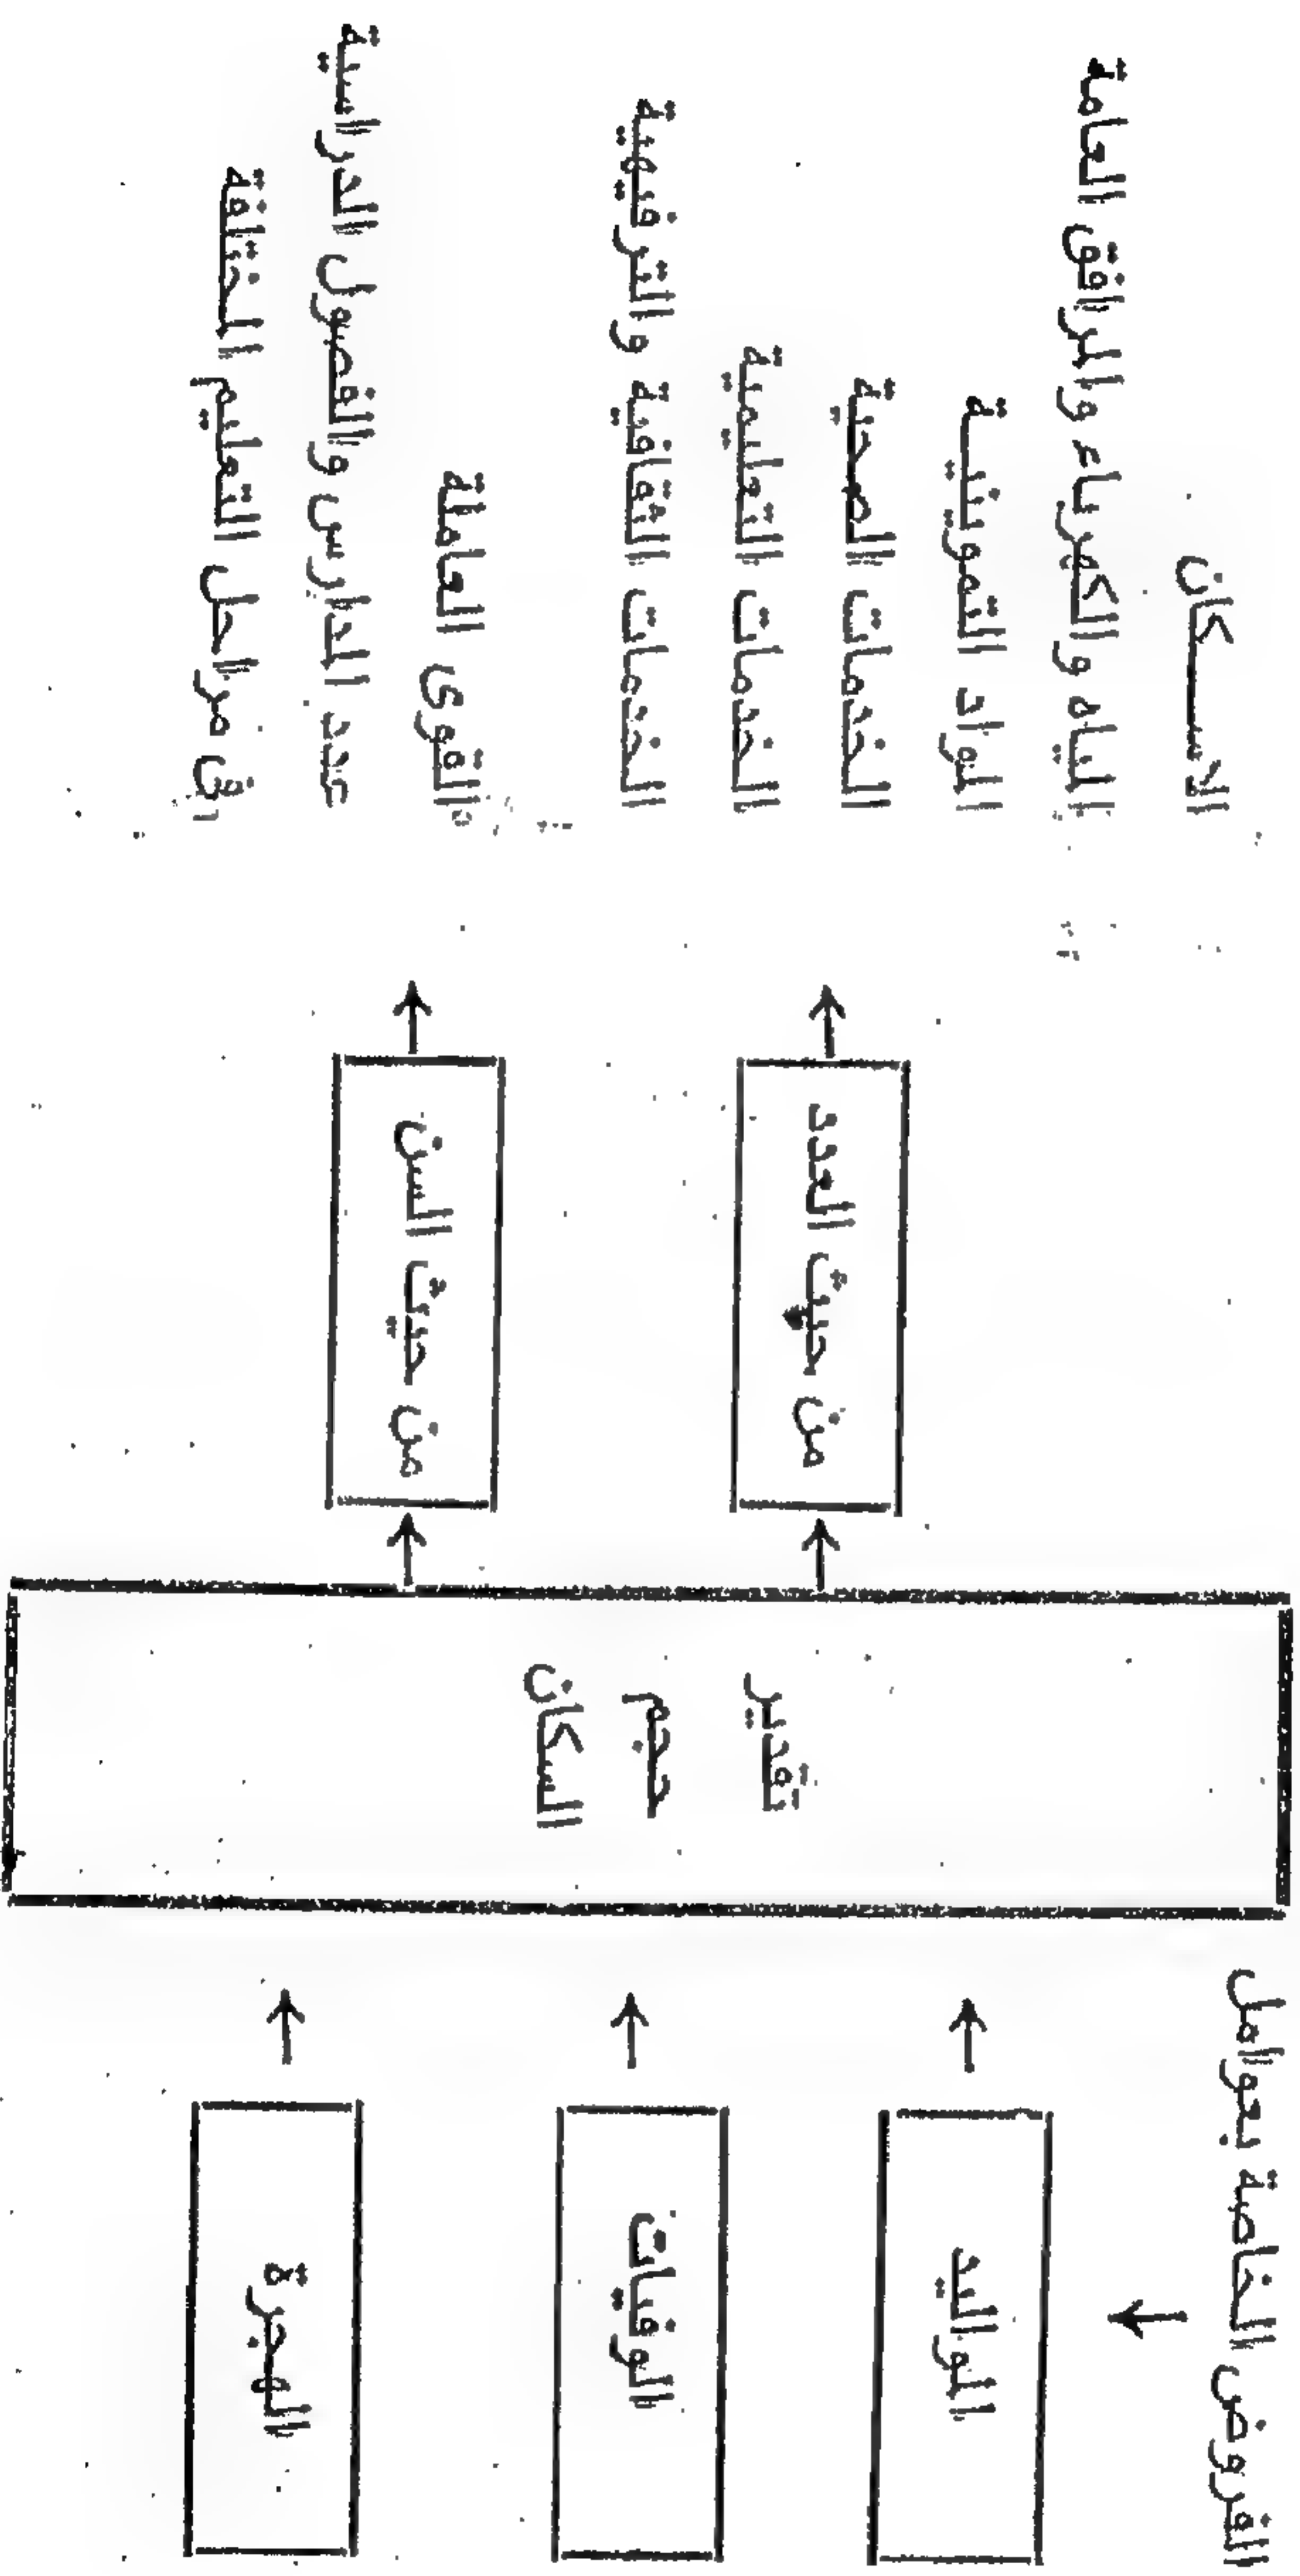 الفروض الخاصة بعوامل
المواليد
الوفيات
الهجرة
تقدير
حجم
السكان
من حيث العدد
من حيث السن
الاسكان
المياه والكهرباء والمرافق العامة
المواد التموينية
الخدمات الصحية
الخدمات التعليمية
الخدمات الثقافية والترفيهية
القوى العاملة
عدد المدارس والفصول الدراسية
في مراحل التعليم المختلفة